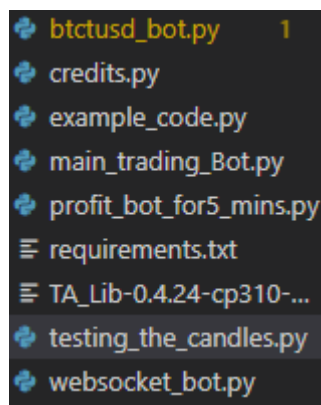 btctusd_bot.py 1
credits.py
example_code.py
main_trading_Bot.py
profit_bot_for5_mins.py
requirements.txt
TA_Lib-0.4.24-cp310-...
testing_the_candles.py
websocket_bot.py